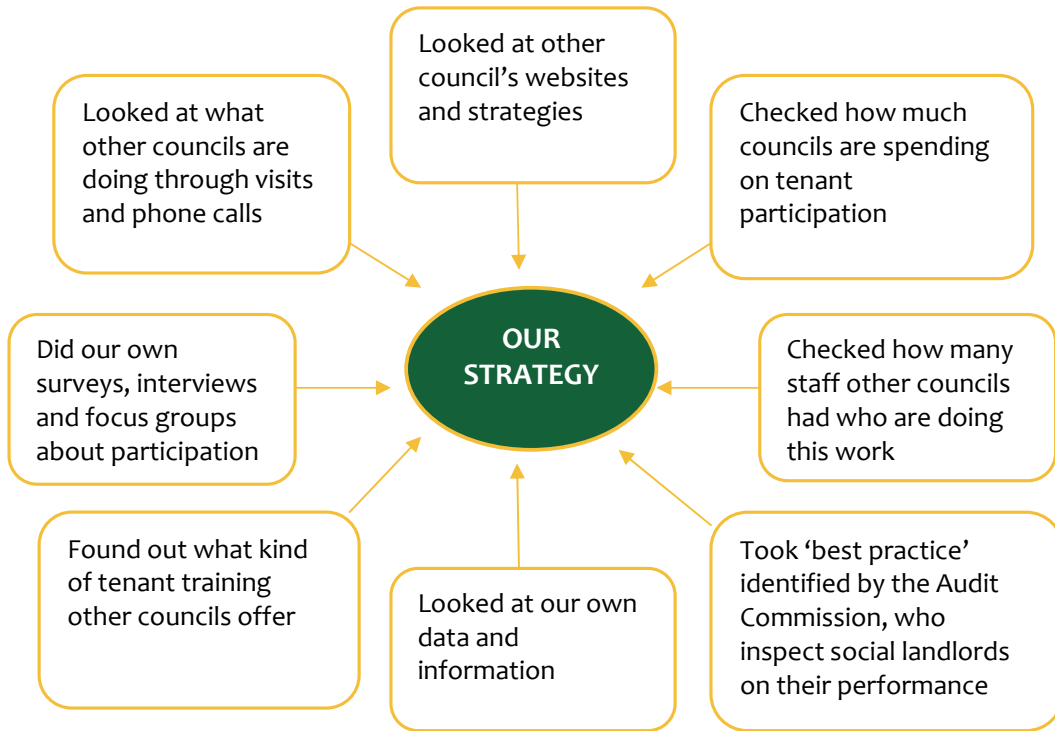 Looked at other
council’s websites
and strategies
Looked at what
other councils are
doing through visits
and phone calls
Checked how much
councils are spending
on tenant
participation
OUR
STRATEGY
Did our own
surveys, interviews
and focus groups
about participation
Checked how many
staff other councils
had who are doing
this work
Found out what kind
of tenant training
other councils offer
Looked at our own
data and
information
Took ‘best practice’
identified by the Audit
Commission, who
inspect social landlords
on their performance